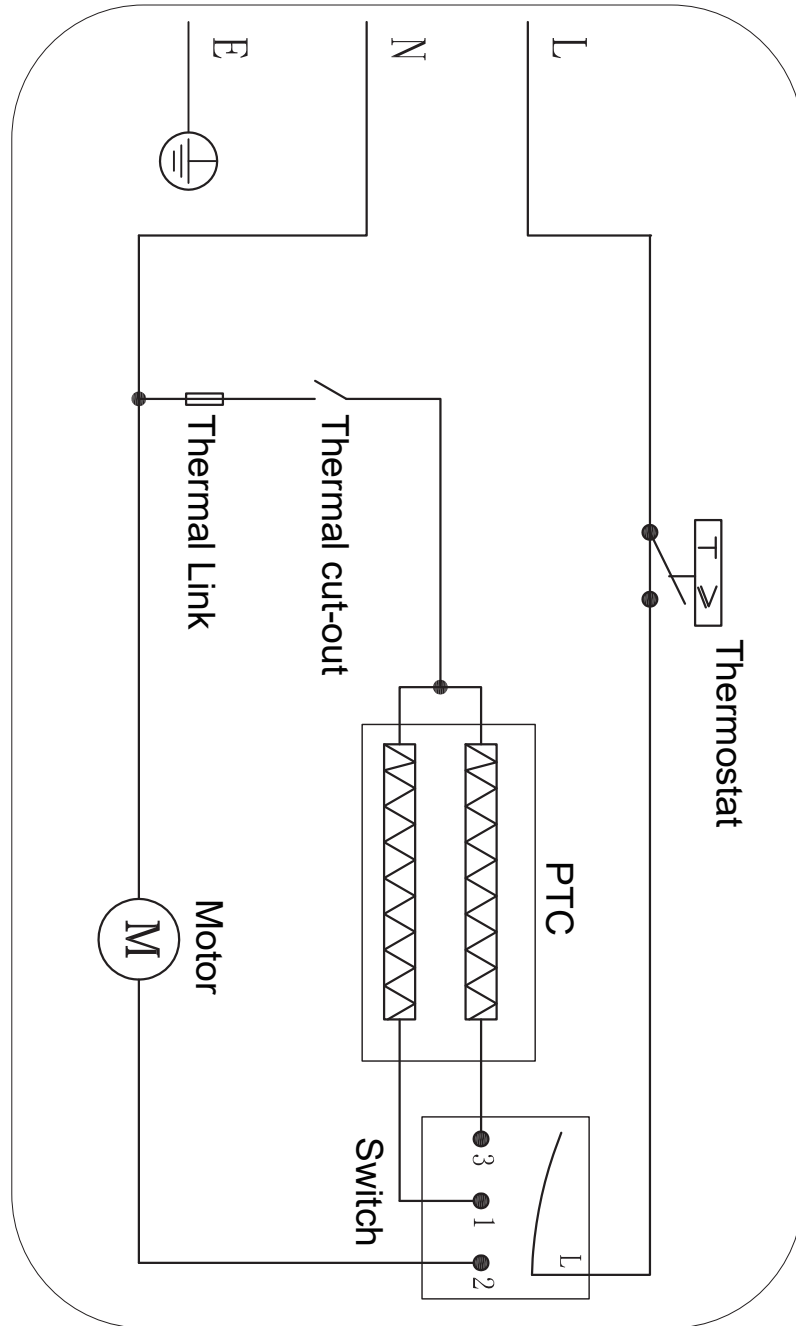 L
N
E
T ≥
Thermostat
Thermal cut-out
Thermal Link
PTC
Motor
M
Switch
L
3
1
2